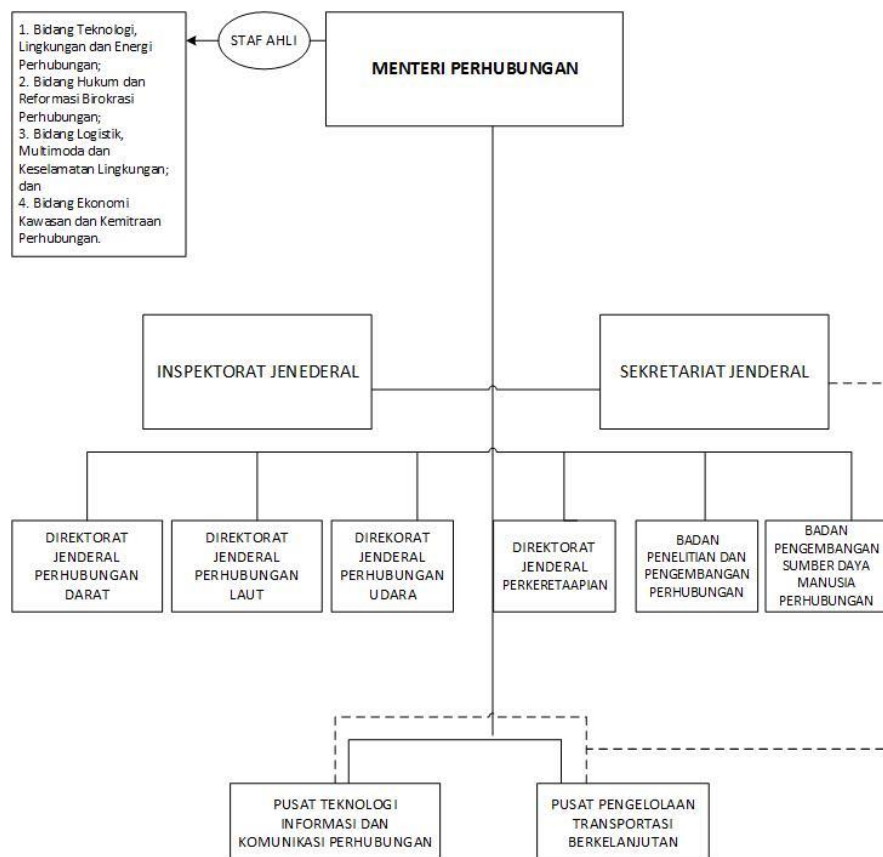 1. Bidang Teknologi,
Lingkungan dan Energi
Perhubungan;
2. Bidang Hukum dan
Reformasi Birokrasi
Perhubungan;
3. Bidang Logistik,
Multimoda dan
Keselamatan Lingkungan;
dan
4. Bidang Ekonomi
Kawasan dan Kemitraan
Perhubungan.
STAF AHLI
MENTERI PERHUBUNGAN
INSPEKTORAT JENEDERAL
SEKRETARIAT JENDERAL
DIREKTORAT
JENDERAL
PERHUBUNGAN
DARAT
DIREKTORAT
JENDERAL
PERHUBUNGAN
LAUT
DIREKORAT
JENDERAL
PERHUBUNGAN
UDARA
DIREKTORAT
JENDERAL
PERKERETAAPIAN
BADAN
PENELITIAN DAN
PENGEMBANGAN
PERHUBUNGAN
BADAN
PENGEMBANGAN
SUMBER DAYA
MANUSIA
PERHUBUNGAN
PUSAT TEKNOLOGI
INFORMASI DAN
KOMUNIKASI PERHUBUNGAN
PUSAT PENGELOLAAN
TRANSPORTASI
BERKELANJUTAN